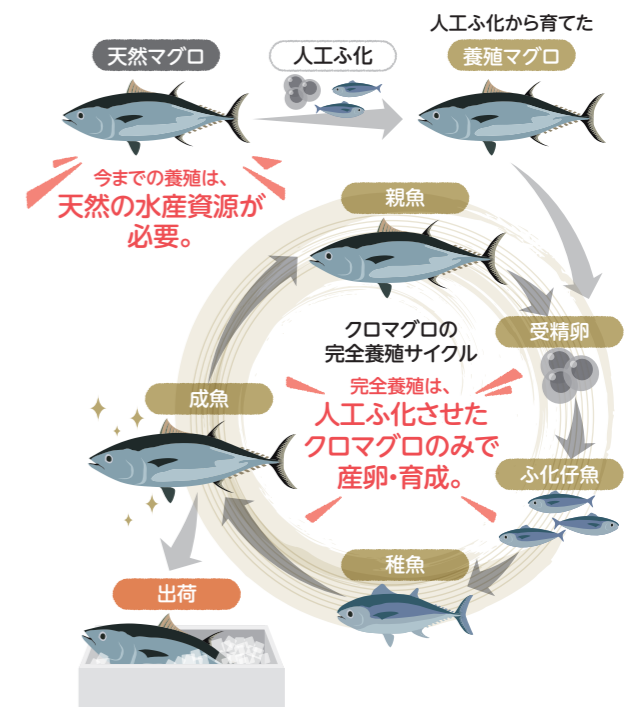 人工ふ化から育てた
天然マグロ
人工ふ化
養殖マグロ
今までの養殖は、
天然の水産資源が
必要。
親魚
受精卵
クロマグロの
完全養殖サイクル
完全養殖は、
人工ふ化させた
クロマグロのみで
産卵・育成。
成魚
ふ化仔魚
稚魚
出荷